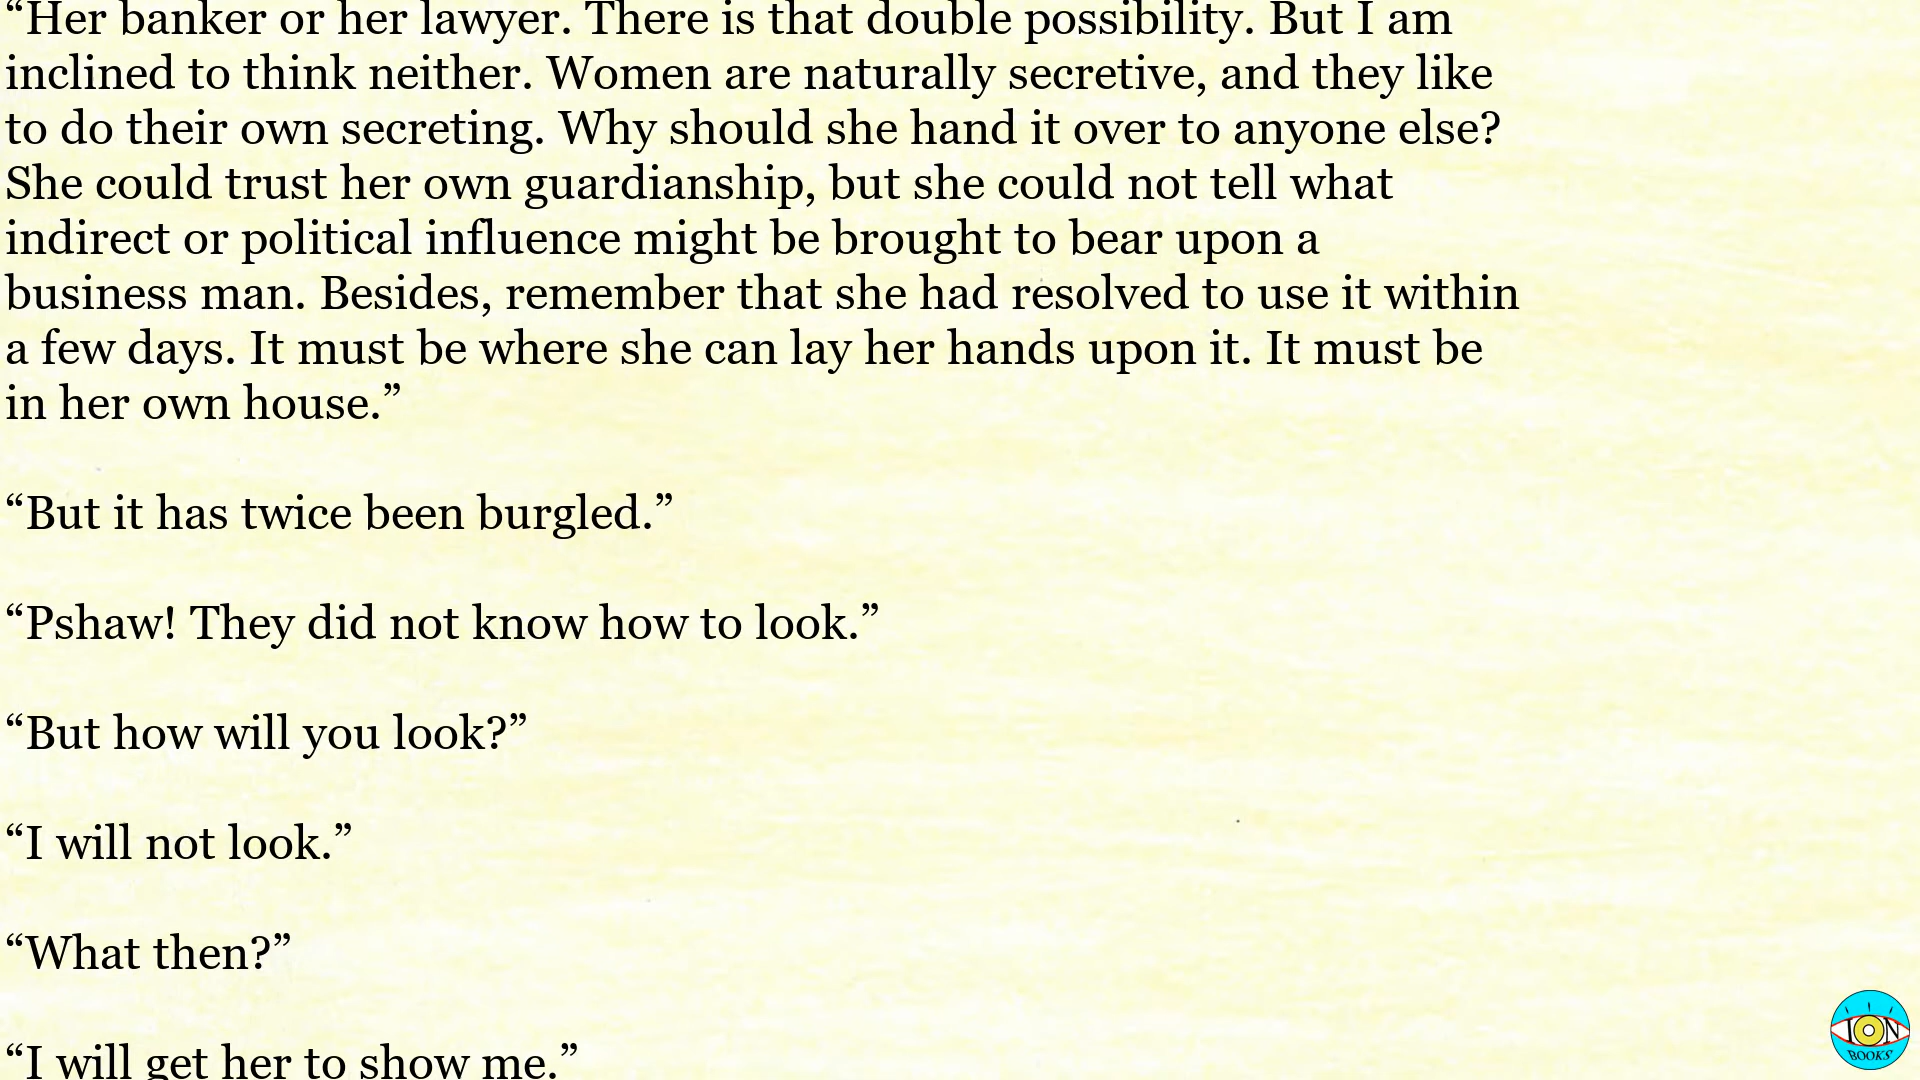 “Her banker or her lawyer. There is that double possibility. But I am
inclined to think neither. Women are naturally secretive, and they like
to do their own secreting. Why should she hand it over to anyone else?
She could trust her own guardianship, but she could not tell what
indirect or political influence might be brought to bear upon a
business man. Besides, remember that she had resolved to use it within
a few days. It must be where she can lay her hands upon it. It must be
in her own house.”
“But it has twice been burgled.”
“Pshaw! They did not know how to look.”
“But how will you look?”
“I will not look.”
“What then?”
“I will get her to show me.”
ION
BOOKS